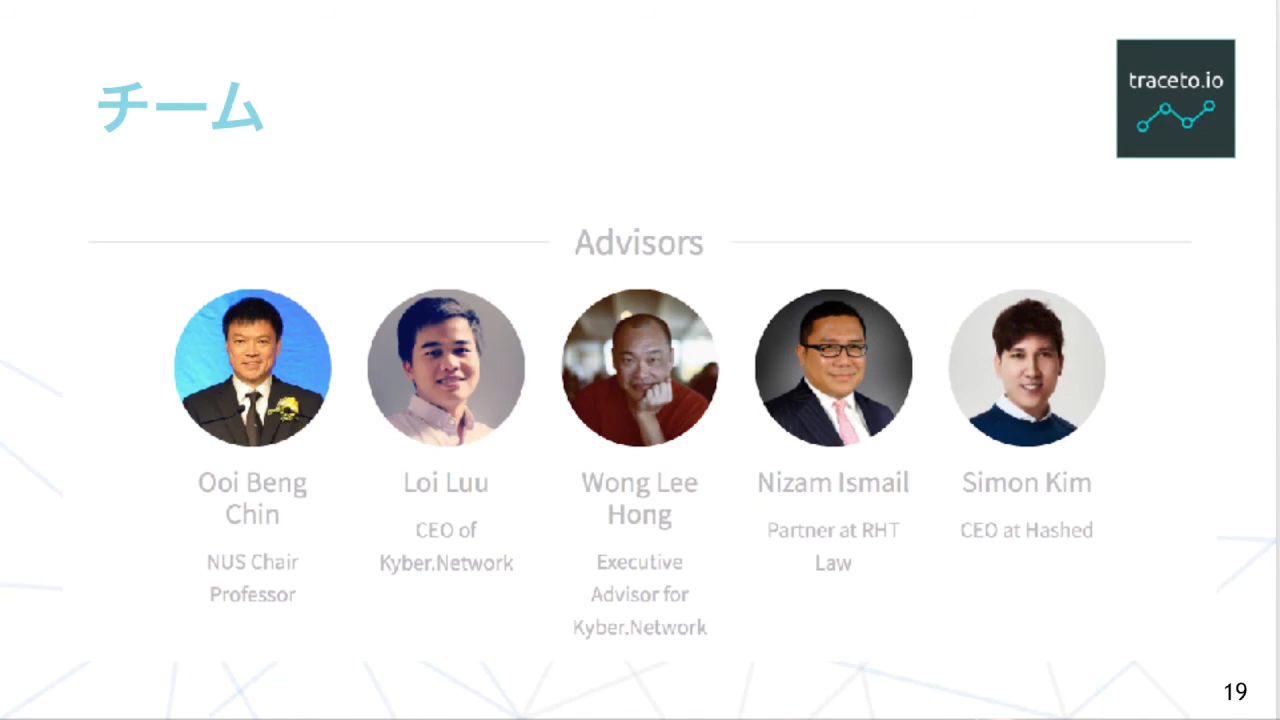 チーム
traceto.io
Advisors
Ooi Beng
Chin
NUS Chair
Professor
Loi Luu
CEO of
Kyber.Network
Wong Lee
Hong
Executive
Advisor for
Kyber.Network
Nizam Ismail
Partner at RHT
Law
Simon Kim
CEO at Hashed
19